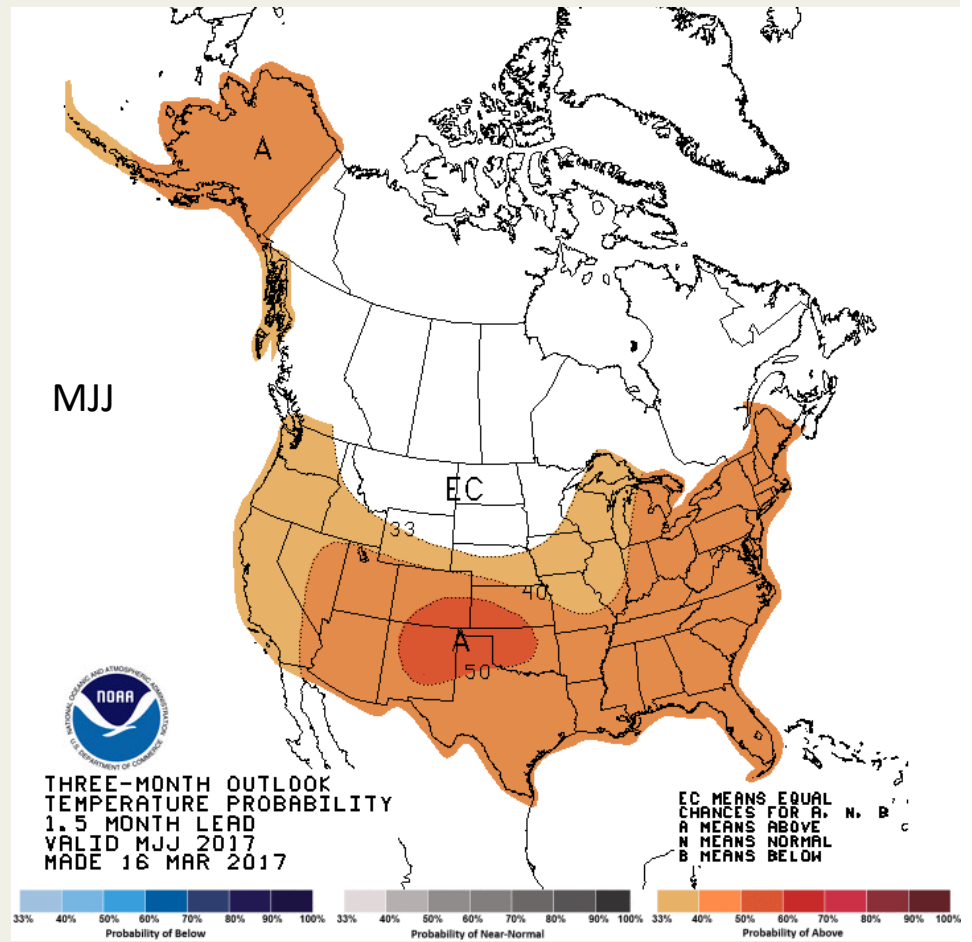 A
MJJ
EC
33
40
A
50
NATIONAL OCEANIC AND ATMOSPHERIC ADMINISTRATION
NOAA
U.S. DEPARTMENT OF COMMERCE
THREE-MONTH OUTLOOK
TEMPERATURE PROBABILITY
1.5 MONTH LEAD
VALID MJJ 2017
MADE 16 MAR 2017
EC MEANS EQUAL
CHANCES FOR A, N, B
A MEANS ABOVE
N MEANS NORMAL
B MEANS BELOW
33% 40% 50% 60% 70% 80% 90% 100%
Probability of Below
33% 40% 50% 60% 70% 80% 90% 100%
Probability of Near-Normal
33% 40% 50% 60% 70% 80% 90% 100%
Probability of Above